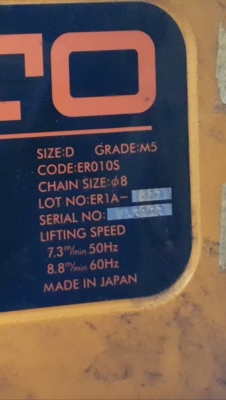 SIZE:D GRADE:M5
CODE:ER010S
CHAIN SIZE:φ8
LOT NO:ER1A-
SERIAL NO:
LIFTING SPEED
7.3m/min 50Hz
8.8m/min 60Hz
MADE IN JAPAN